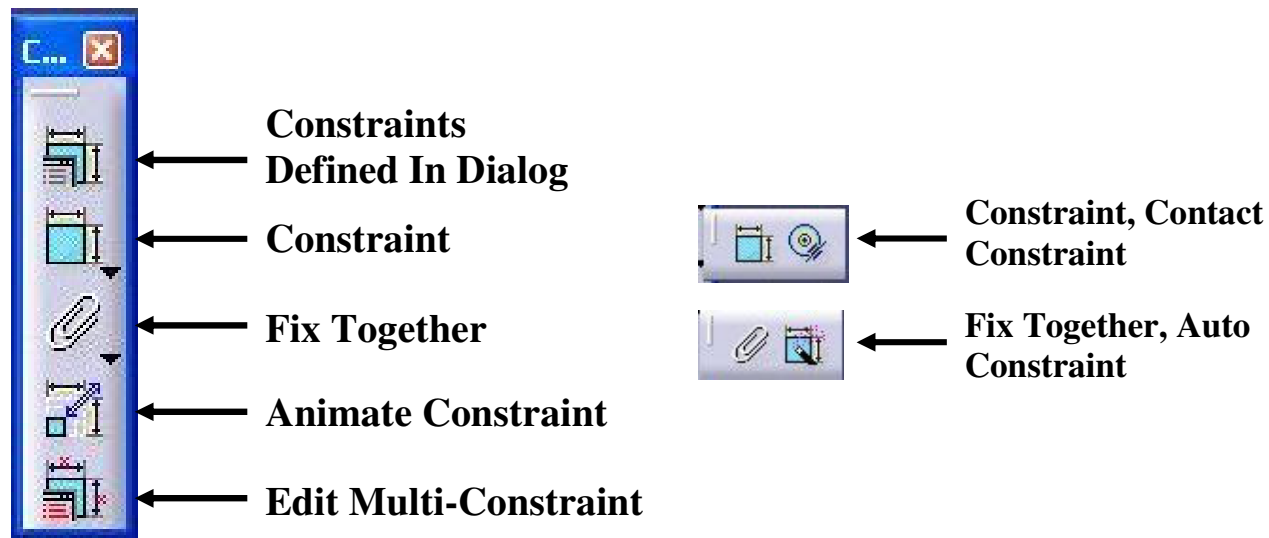 C...
Constraints
Defined In Dialog
Constraint
Fix Together
Animate Constraint
Edit Multi-Constraint
Constraint, Contact
Constraint
Fix Together, Auto
Constraint